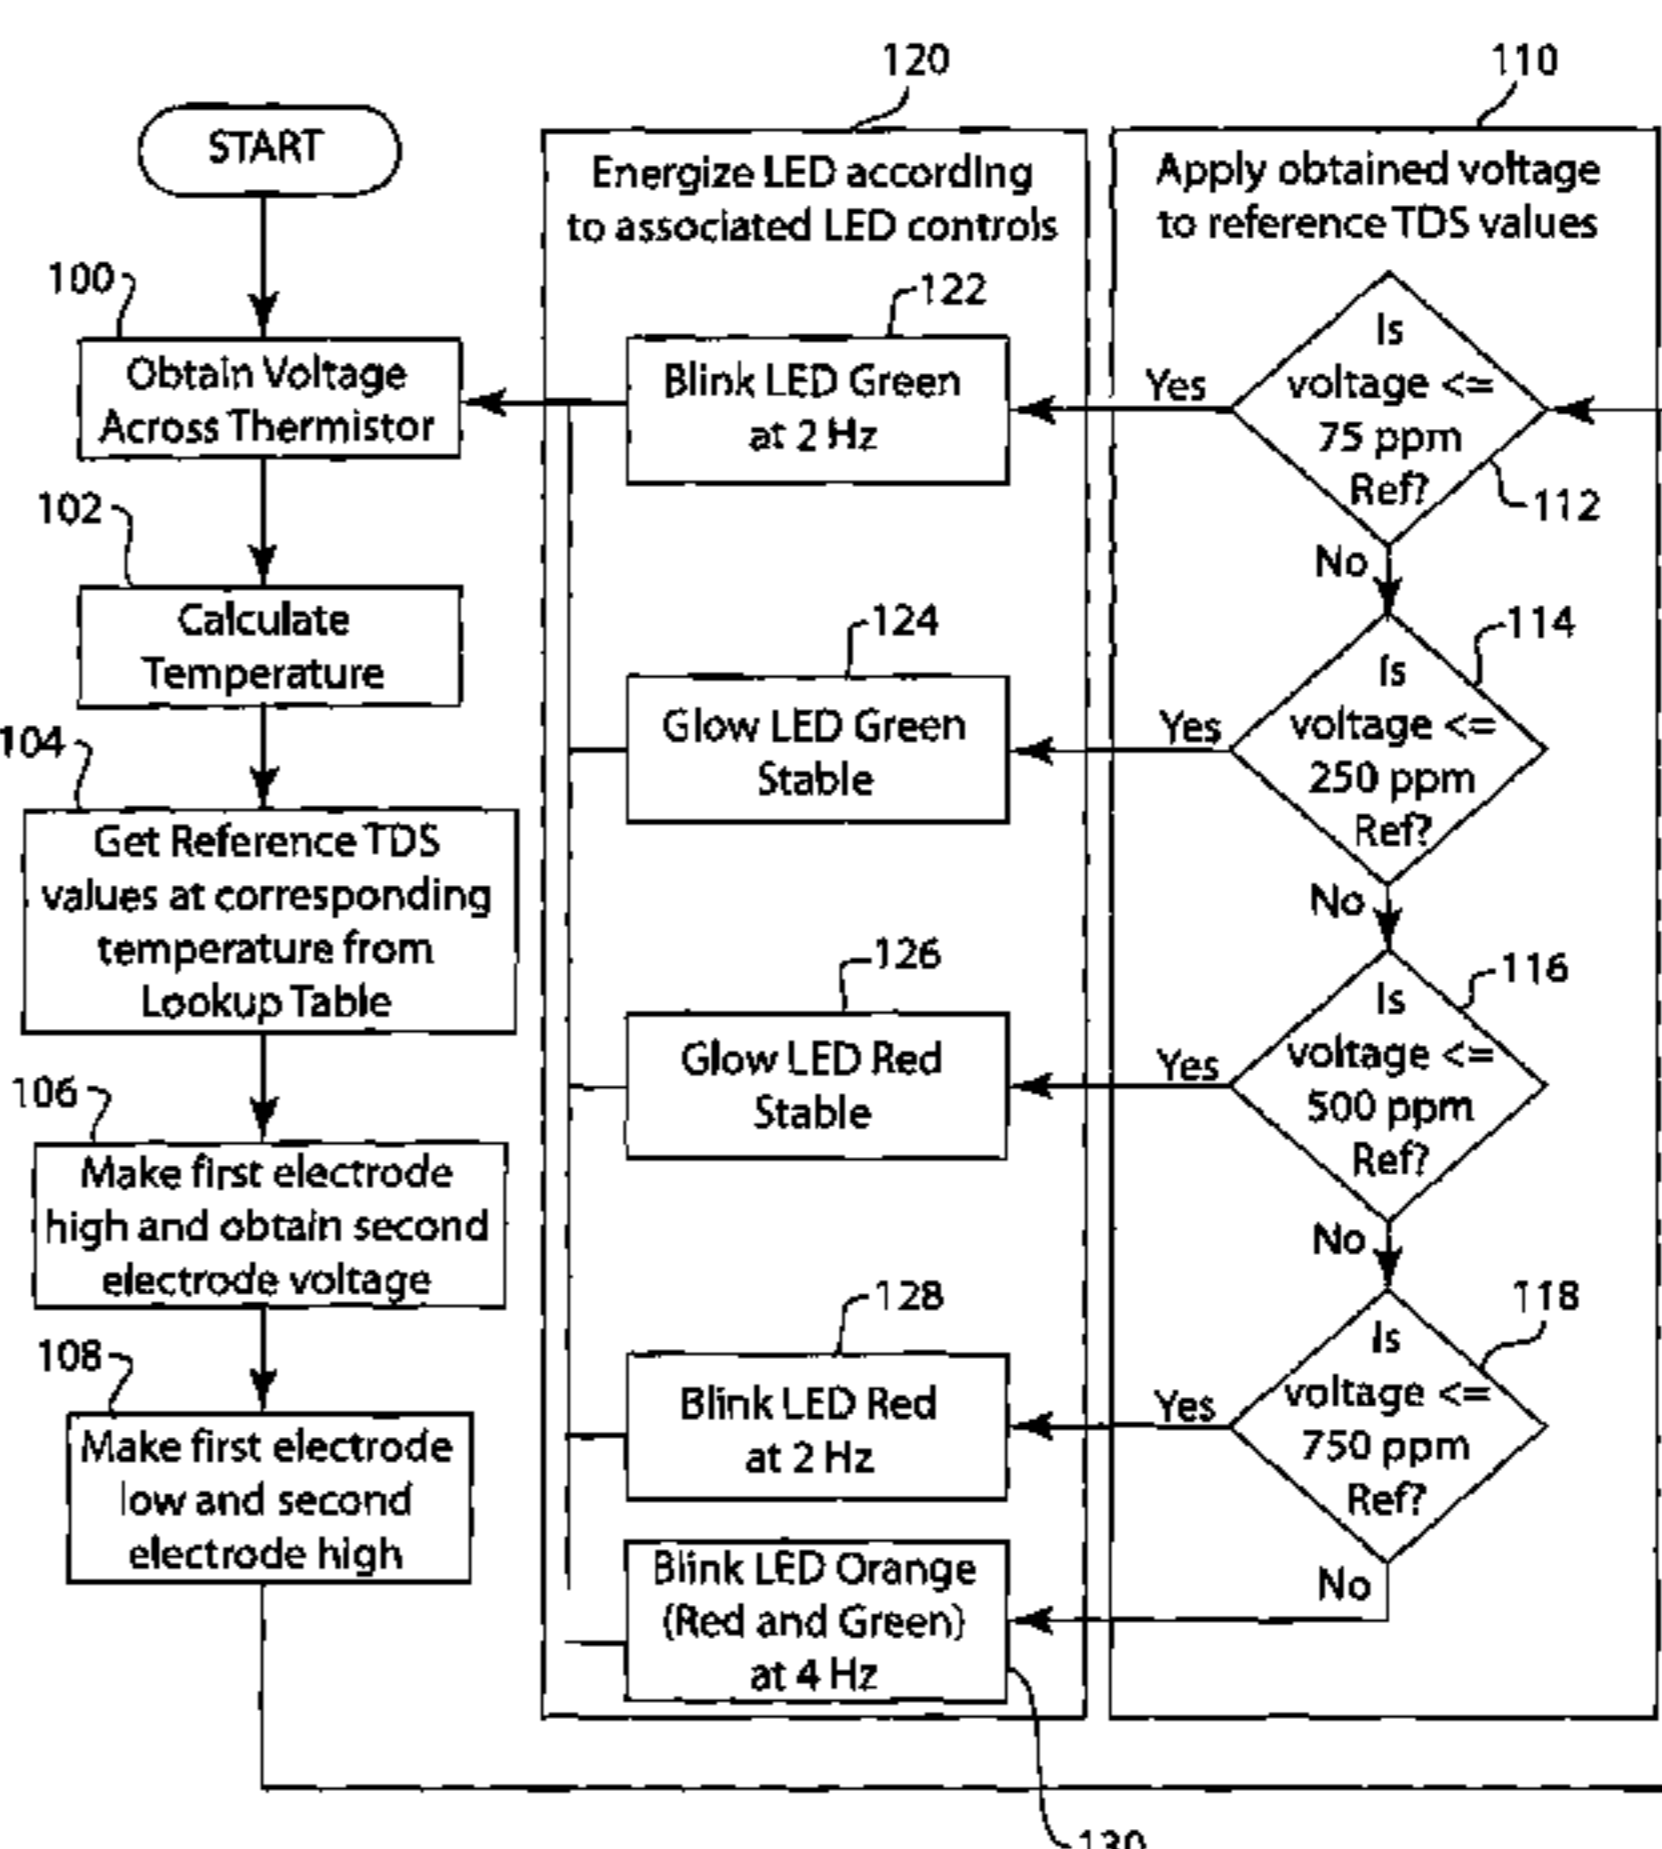 START
100
Obtain Voltage
Across Thermistor
102
Calculate
Temperature
104
Get Reference TDS
values at corresponding
temperature from
Lookup Table
106
Make first electrode
high and obtain second
electrode voltage
108
Make first electrode
low and second
electrode high
120
Energize LED according
to associated LED controls
122
Blink LED Green
at 2 Hz
124
Glow LED Green
Stable
126
Glow LED Red
Stable
128
Blink LED Red
at 2 Hz
Blink LED Orange
(Red and Green)
at 4 Hz
130
110
Apply obtained voltage
to reference TDS values
Is
voltage <=
75 ppm
Ref?
Yes
112
No
114
Is
voltage <=
250 ppm
Ref?
Yes
No
116
Is
voltage <=
500 ppm
Ref?
Yes
No
118
Is
voltage <=
750 ppm
Ref?
Yes
No